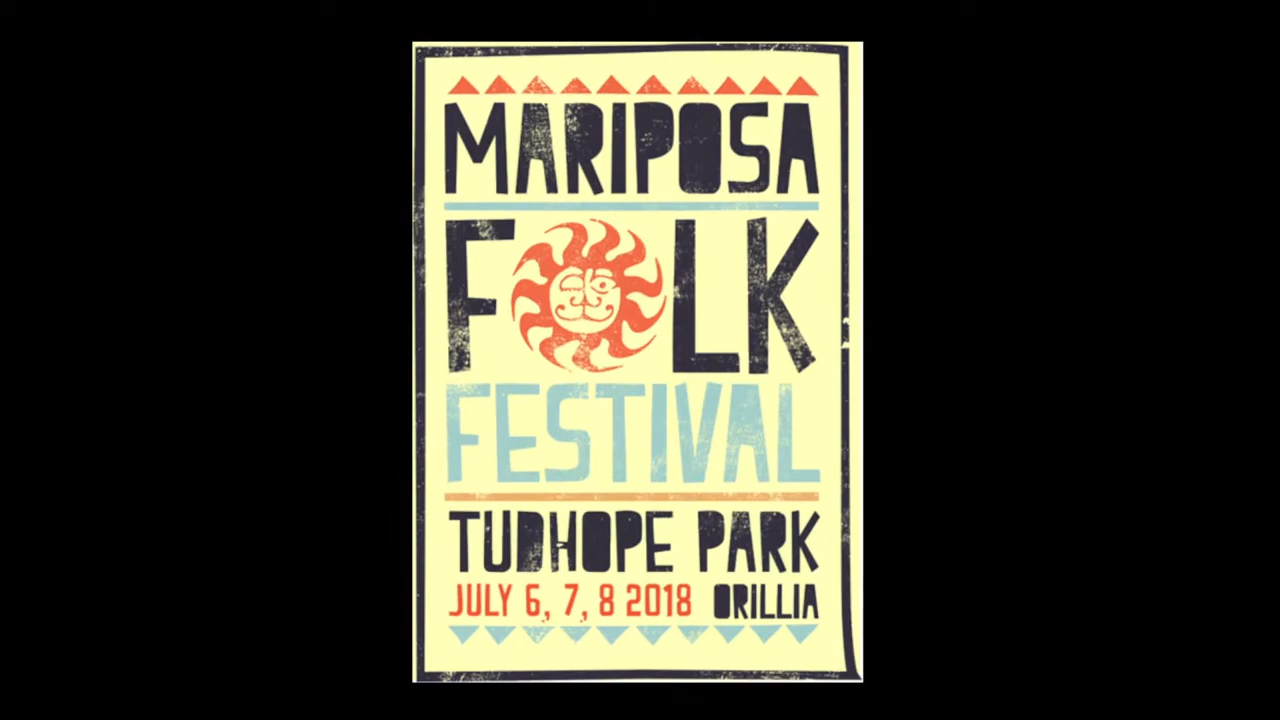 MARIPOSA
FOLK
FESTIVAL
TUDHOPE PARK
JULY 6, 7, 8 2018 ORILLIA